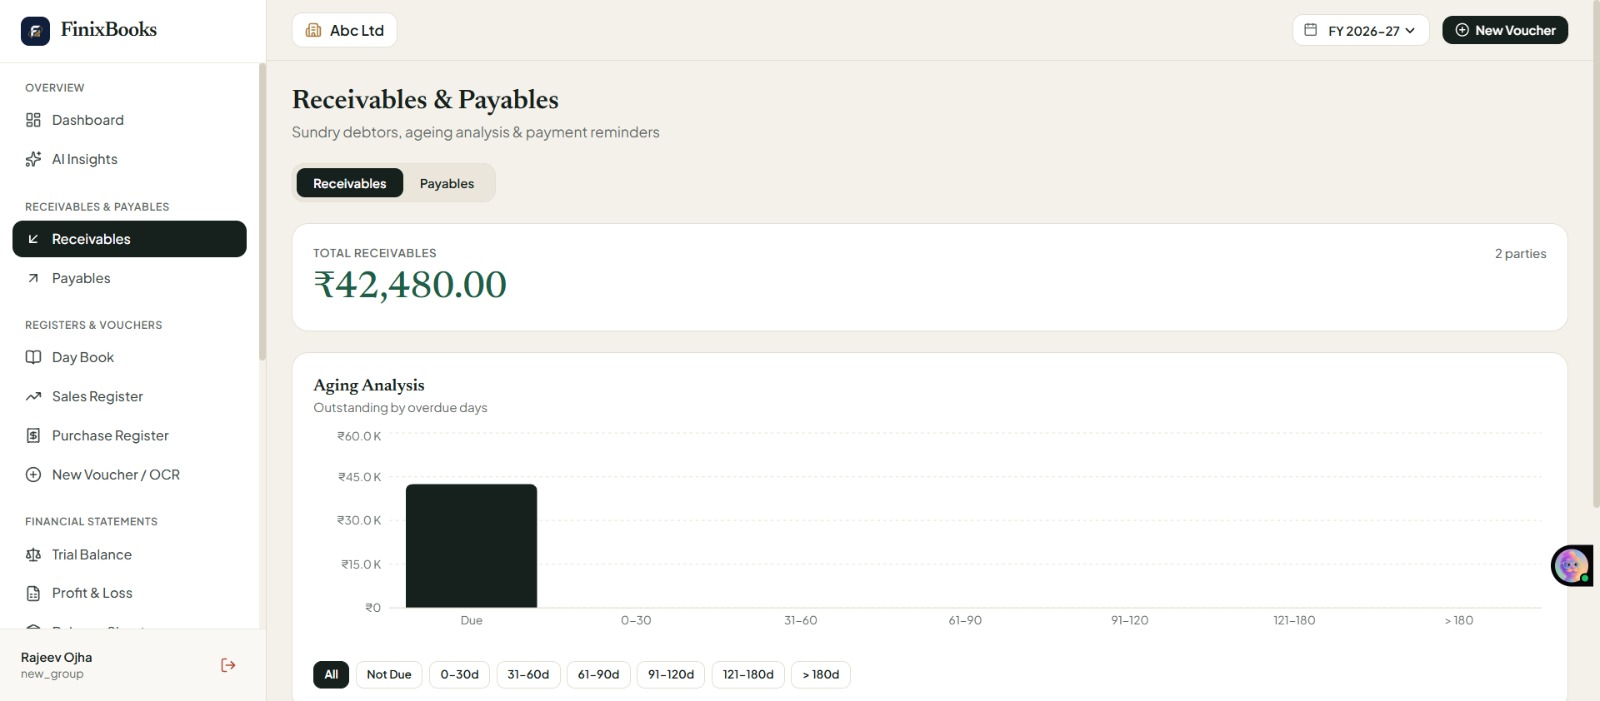 FinixBooks
OVERVIEW
Dashboard
AI Insights
RECEIVABLES & PAYABLES
Receivables
Payables
REGISTERS & VOUCHERS
Day Book
Sales Register
Purchase Register
New Voucher / OCR
FINANCIAL STATEMENTS
Trial Balance
Profit & Loss
Rajeev Ojha
new_group
Abc Ltd
FY 2026-27
New Voucher
Receivables & Payables
Sundry debtors, ageing analysis & payment reminders
Receivables Payables
TOTAL RECEIVABLES
2 parties
₹42,480.00
Aging Analysis
Outstanding by overdue days
₹60.0K
₹45.0K
₹30.0K
₹15.0K
₹0
Due 0-30 31-60 61-90 91-120 121-180 >180
All Not Due 0-30d 31-60d 61-90d 91-120d 121-180d > 180d